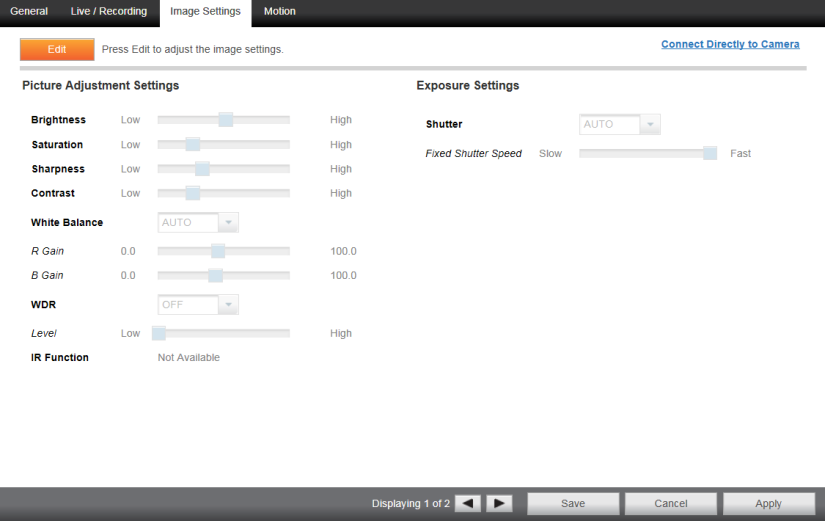 General Live / Recording Image Settings Motion
Edit Press Edit to adjust the image settings. Connect Directly to Camera
Picture Adjustment Settings
Brightness Low High
Saturation Low High
Sharpness Low High
Contrast Low High
White Balance AUTO
R Gain 0.0 100.0
B Gain 0.0 100.0
WDR OFF
Level Low High
IR Function Not Available
Exposure Settings
Shutter AUTO
Fixed Shutter Speed Slow Fast
Displaying 1 of 2 Save Cancel Apply